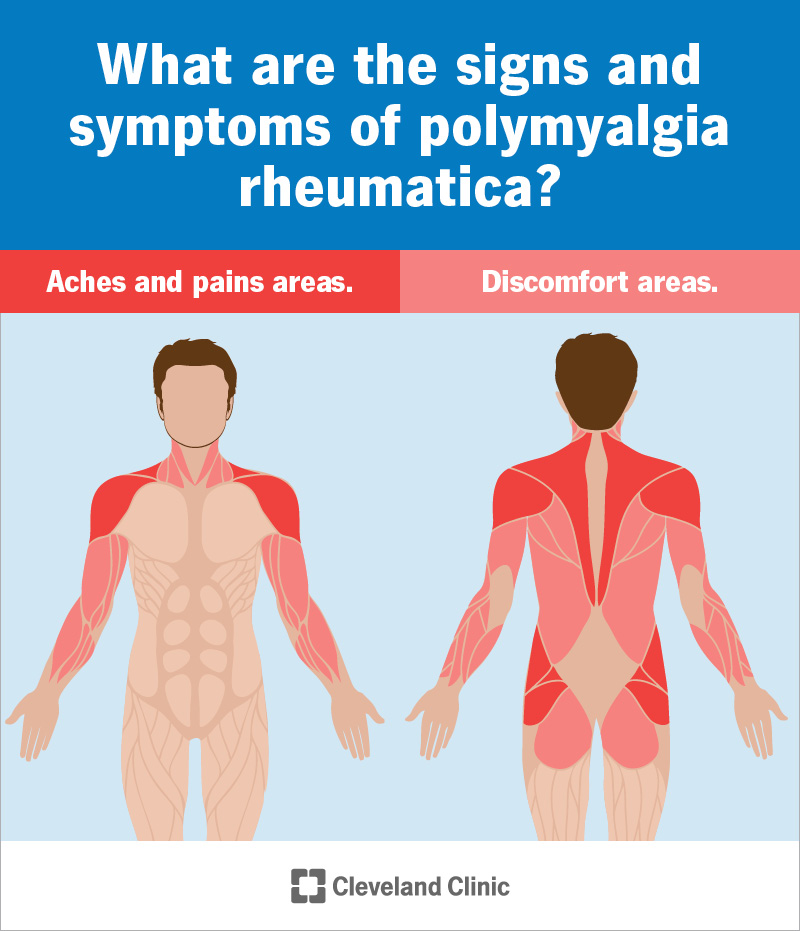 What are the signs and
symptoms of polymyalgia
rheumatica?
Aches and pains areas.
Discomfort areas.
Cleveland Clinic